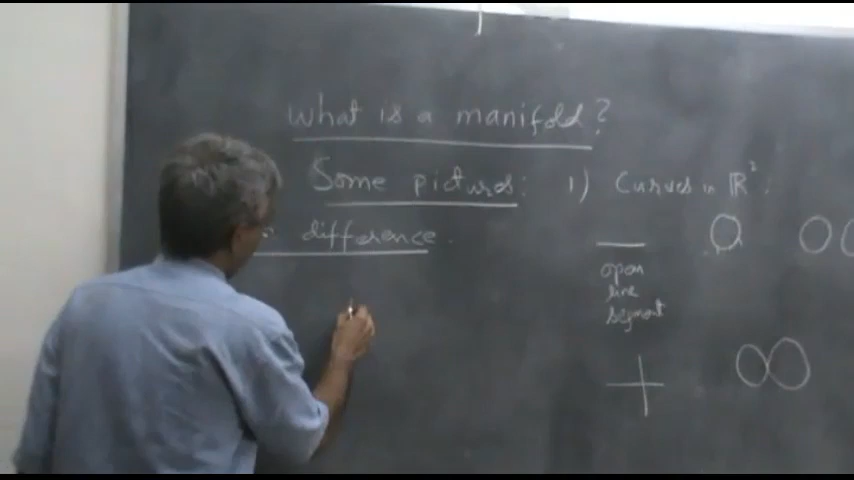 What is a manifold?
Some pictures: 1) Curves in ℝ²:
difference.
open
line
segment